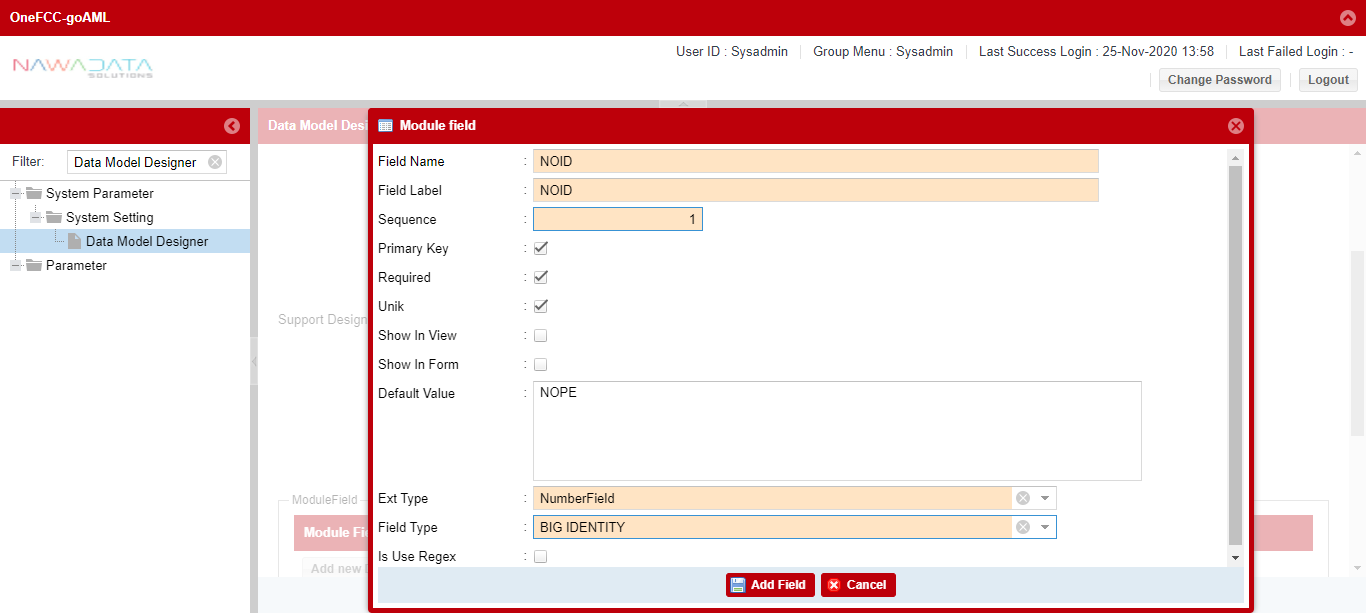 OneFCC-goAML
NAWADATA
SOLUTIONS
User ID : Sysadmin
Group Menu : Sysadmin
Last Success Login : 25-Nov-2020 13:58
Last Failed Login : -
Change Password
Logout
Filter:
Data Model Designer
System Parameter
System Setting
Data Model Designer
Parameter
Data Model Desi
Support Design
ModuleField
Module Fie
Add new
Module field
Field Name : NOID
Field Label : NOID
Sequence : 1
Primary Key :
Required :
Unik :
Show In View :
Show In Form :
Default Value : NOPE
Ext Type : NumberField
Field Type : BIG IDENTITY
Is Use Regex :
Add Field
Cancel